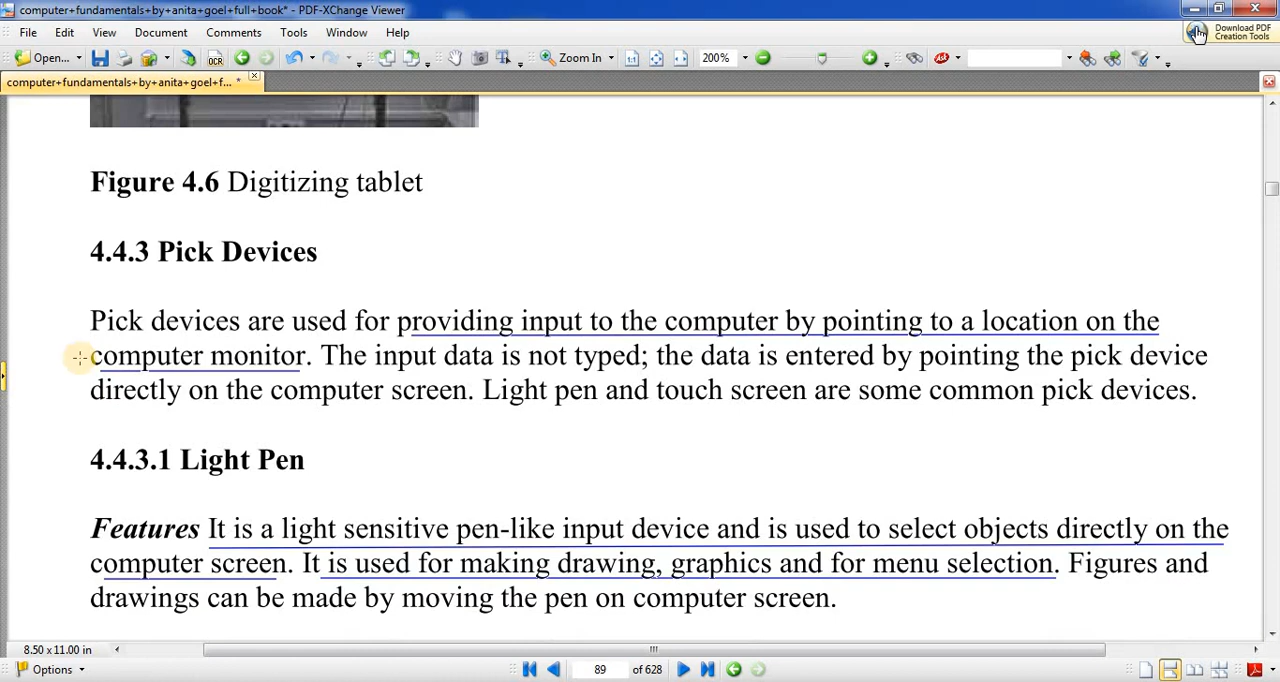 computer+fundamentals+by+anita+goel+full+book* - PDF-XChange Viewer
File Edit View Document Comments Tools Window Help
Download PDF
Creation Tools
Open... OCR Zoom In 200%
computer+fundamentals+by+anita+goel+f... *
Figure 4.6 Digitizing tablet
4.4.3 Pick Devices
Pick devices are used for providing input to the computer by pointing to a location on the
computer monitor. The input data is not typed; the data is entered by pointing the pick device
directly on the computer screen. Light pen and touch screen are some common pick devices.
4.4.3.1 Light Pen
Features It is a light sensitive pen-like input device and is used to select objects directly on the
computer screen. It is used for making drawing, graphics and for menu selection. Figures and
drawings can be made by moving the pen on computer screen.
8.50 x 11.00 in
Options 89 of 628